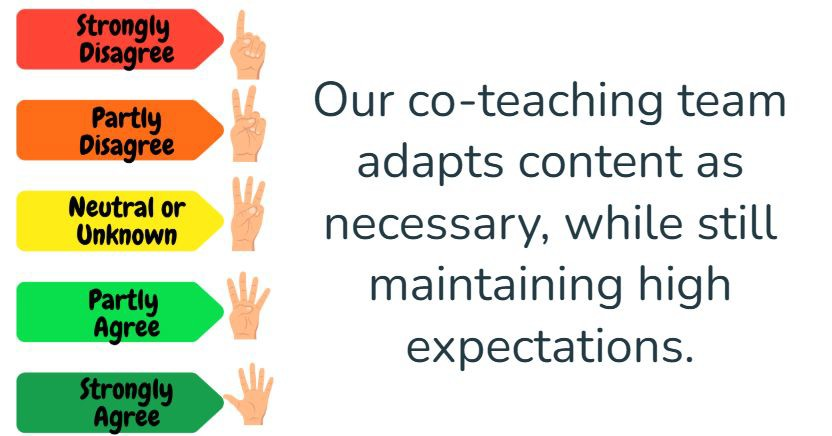 Strongly
Disagree
Partly
Disagree
Neutral or
Unknown
Partly
Agree
Strongly
Agree
Our co-teaching team
adapts content as
necessary, while still
maintaining high
expectations.